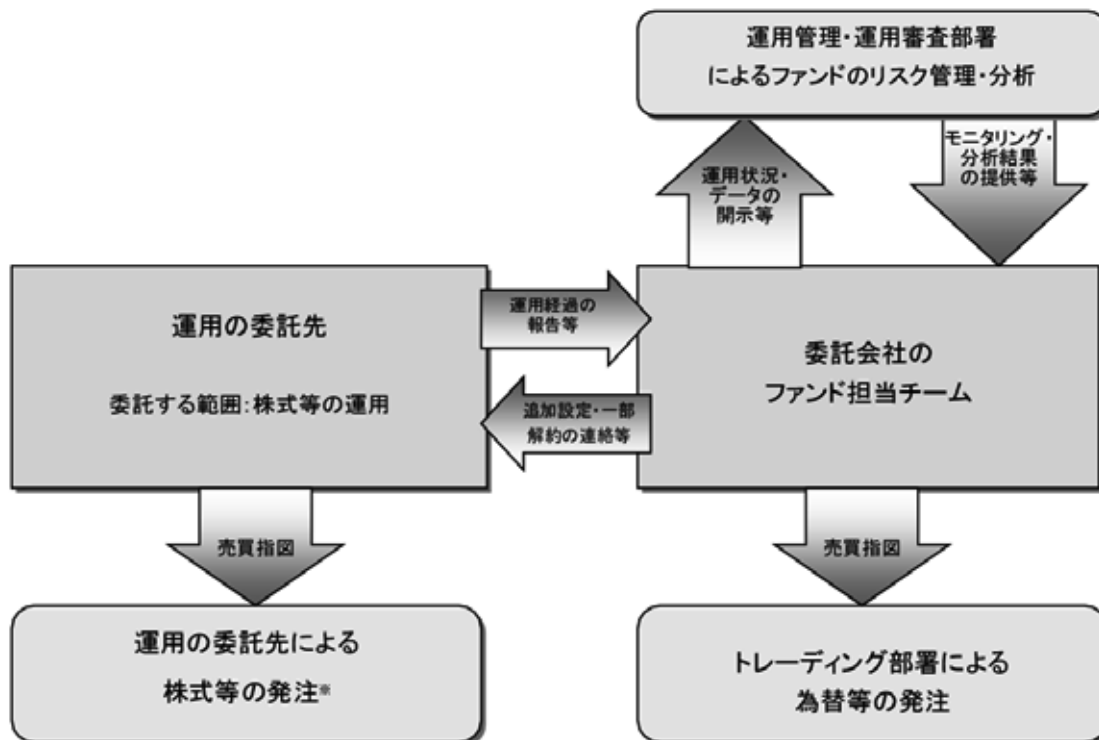 運用管理・運用審査部署
によるファンドのリスク管理・分析
運用状況・
データの
開示等
モニタリング・
分析結果
の提供等
運用の委託先
委託する範囲:株式等の運用
運用経過の
報告等
追加設定・一部
解約の連絡等
委託会社の
ファンド担当チーム
売買指図
売買指図
運用の委託先による
株式等の発注※
トレーディング部署による
為替等の発注